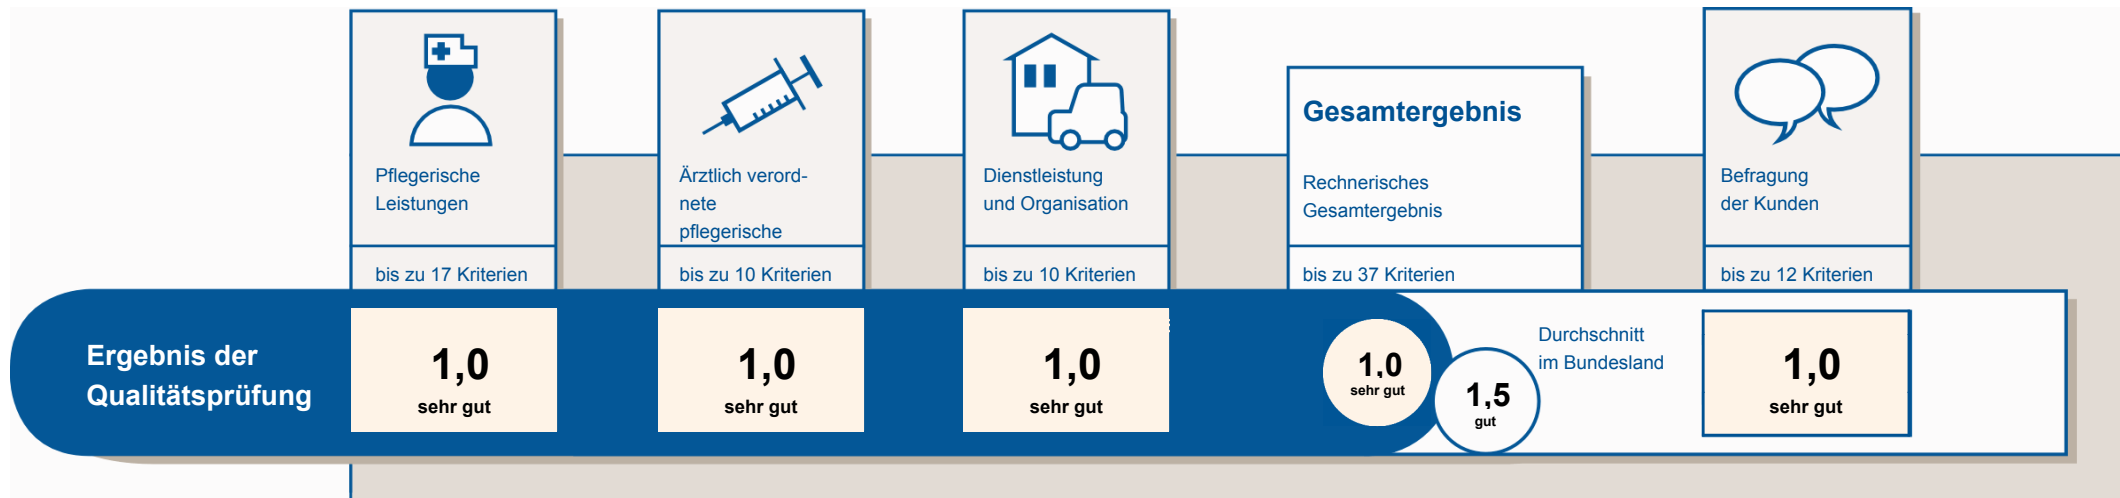 Pflegerische
Leistungen
bis zu 17 Kriterien
Ärztlich verord-
nete
pflegerische
bis zu 10 Kriterien
Dienstleistung
und Organisation
bis zu 10 Kriterien
Gesamtergebnis
Rechnerisches
Gesamtergebnis
bis zu 37 Kriterien
Befragung
der Kunden
bis zu 12 Kriterien
Ergebnis der
Qualitätsprüfung
1,0
sehr gut
1,0
sehr gut
1,0
sehr gut
1,0
sehr gut
1,5
gut
Durchschnitt
im Bundesland
1,0
sehr gut